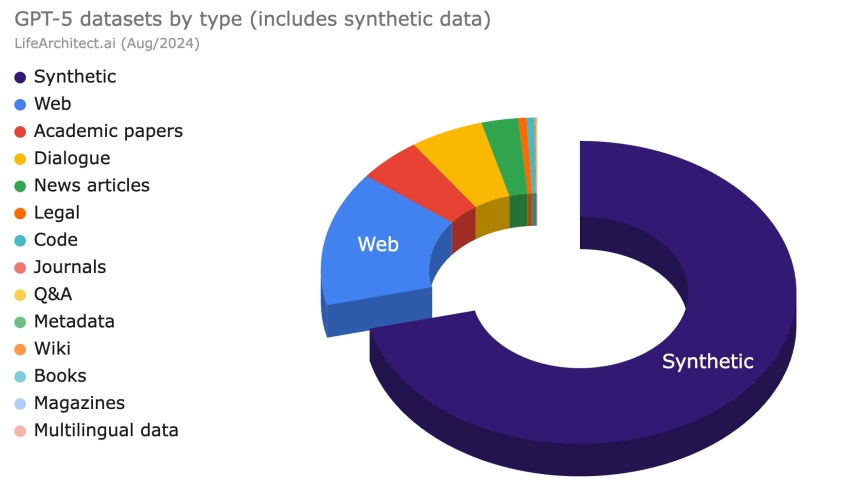 GPT-5 datasets by type (includes synthetic data)
LifeArchitect.ai (Aug/2024)
Synthetic
Web
Academic papers
Dialogue
News articles
Legal
Code
Journals
Q&A
Metadata
Wiki
Books
Magazines
Multilingual data
Web
Synthetic